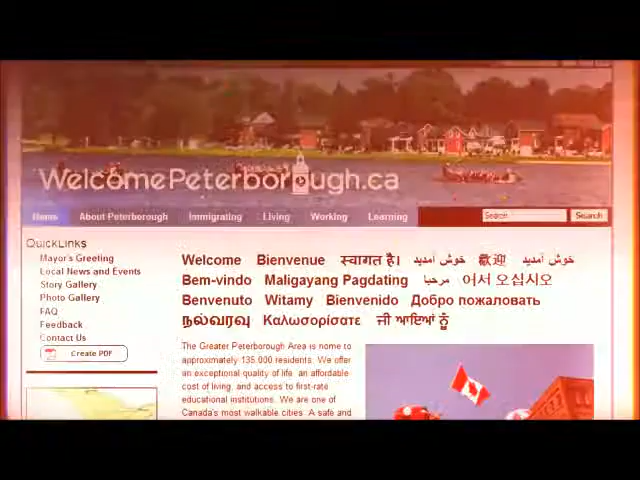 WelcomePeterborough.ca
Home About Peterborough Immigrating Living Working Learning Search Search
QuickLinks
Mayor's Greeting
Local News and Events
Story Gallery
Photo Gallery
FAQ
Feedback
Contact Us
Create PDF
Welcome Bienvenue स्वागत है। خوش آمدید 歡迎 خوش آمدید
Bem-vindo Maligayang Pagdating مرحبا 어서 오십시오
Benvenuto Witamy Bienvenido Добро пожаловать
நல்வரவு Καλωσορίσατε ਜੀ ਆਇਆਂ ਨੂੰ
The Greater Peterborough Area is home to
approximately 135,000 residents. We offer
an exceptional quality of life, an affordable
cost of living, and access to first-rate
educational institutions. We are one of
Canada's most walkable cities. A safe and